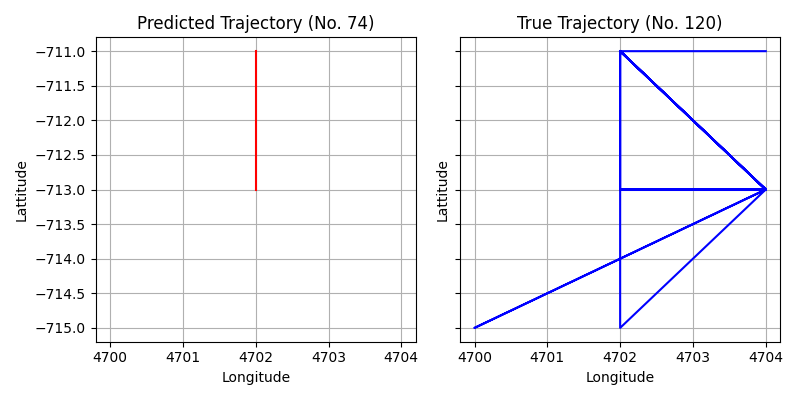 Predicted Trajectory (No. 74)
−711.0
−711.5
−712.0
−712.5
−713.0
−713.5
−714.0
−714.5
−715.0
Lattitude
4700 4701 4702 4703 4704
Longitude
True Trajectory (No. 120)
Lattitude
4700 4701 4702 4703 4704
Longitude